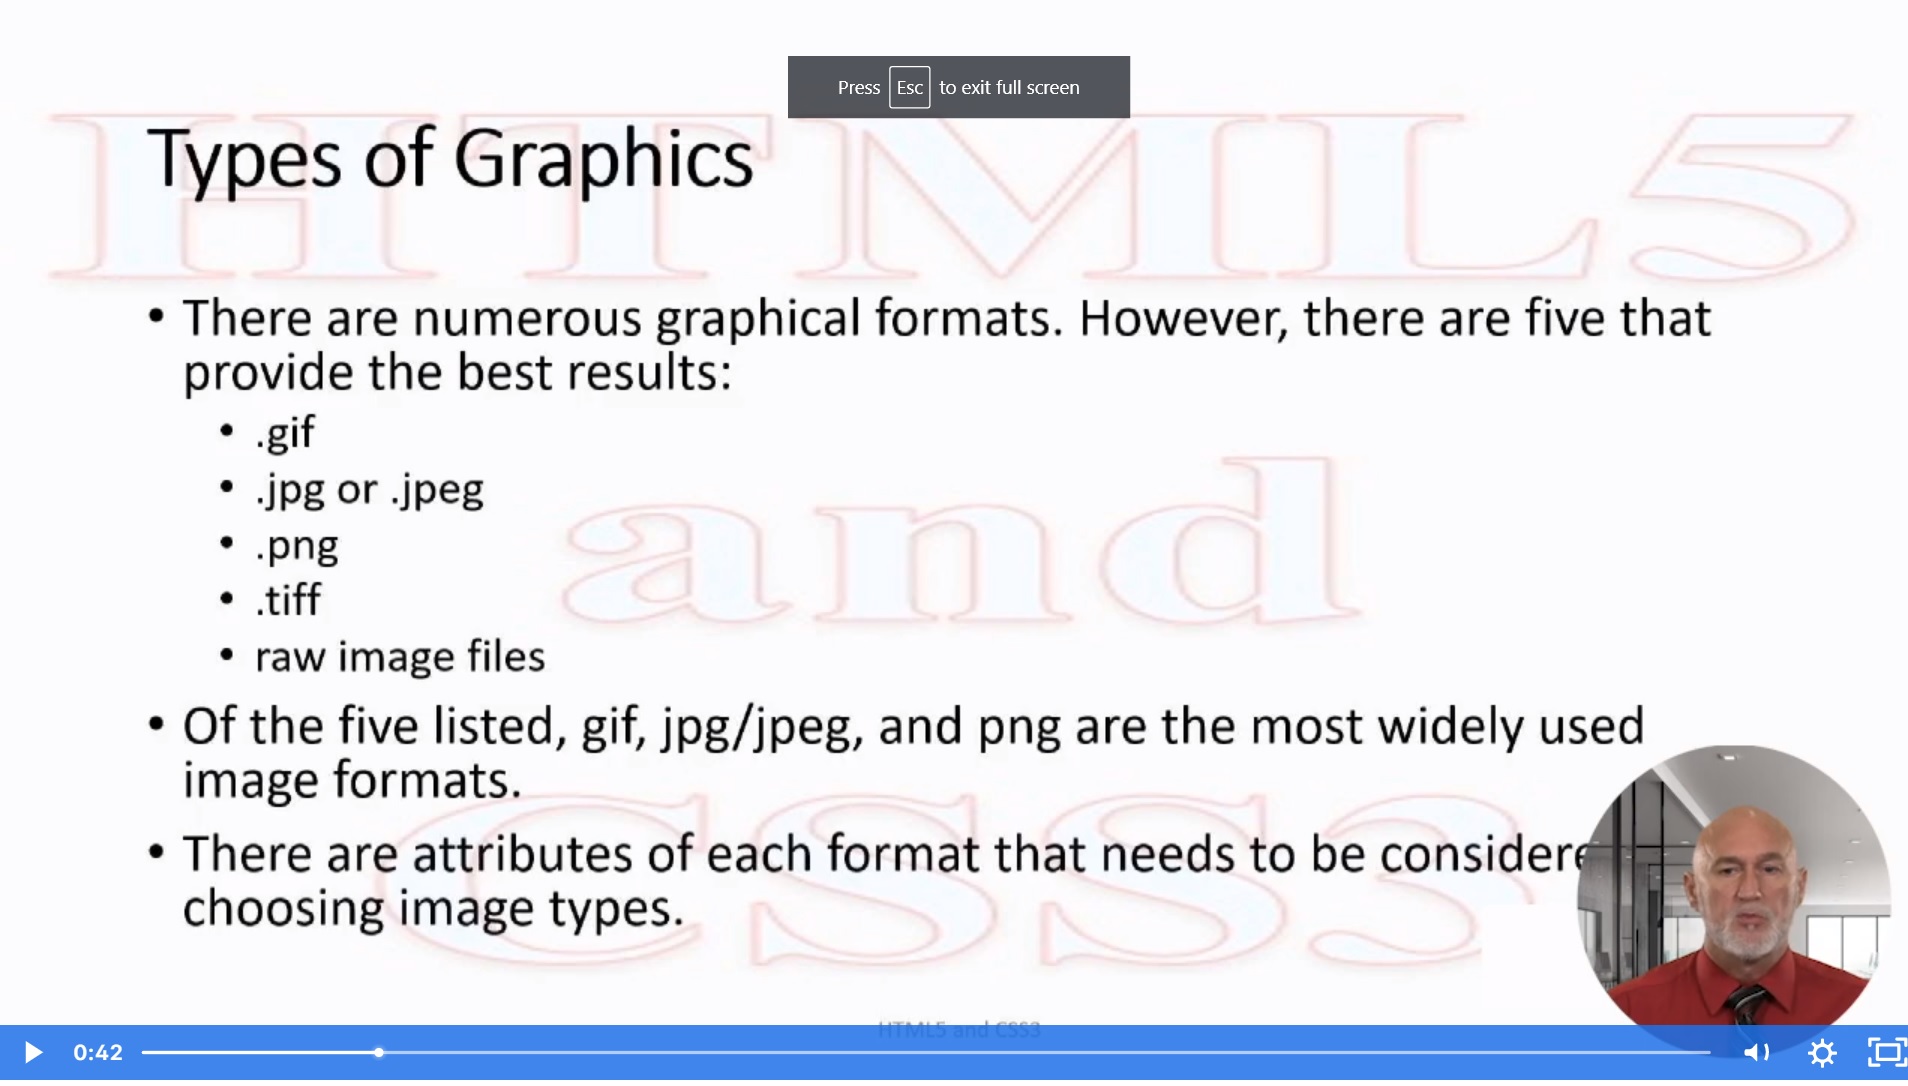 Press Esc to exit full screen
HTML5
Types of Graphics
• There are numerous graphical formats. However, there are five that
provide the best results:
• .gif
• .jpg or .jpeg
• .png
• .tiff
• raw image files
and
• Of the five listed, gif, jpg/jpeg, and png are the most widely used
image formats.
• There are attributes of each format that needs to be considere
choosing image types.
CSS3
HTML5 and CSS3
0:42